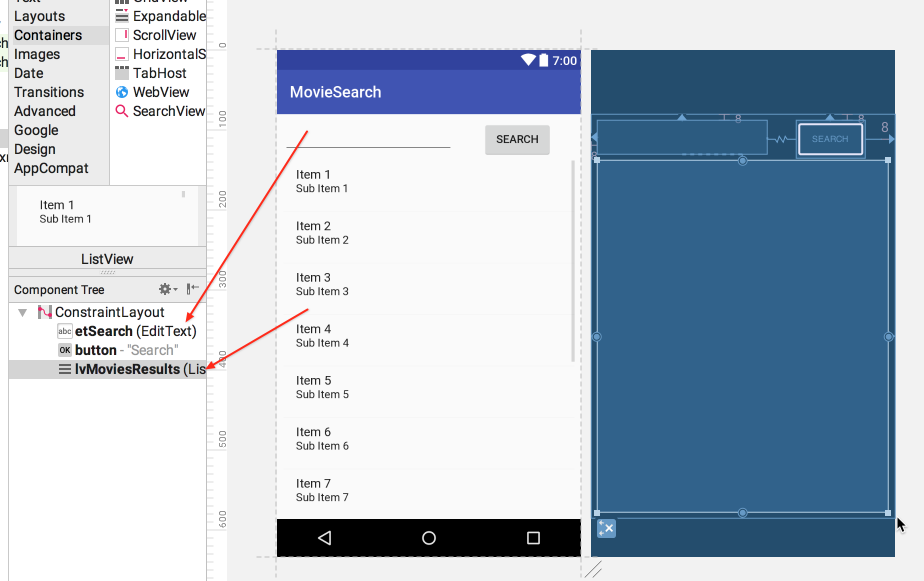 Layouts
Containers
Images
Date
Transitions
Advanced
Google
Design
AppCompat
Expandable
ScrollView
HorizontalS
TabHost
WebView
SearchView
Item 1
Sub Item 1
ListView
Component Tree
ConstraintLayout
abc etSearch (EditText)
OK button - "Search"
lvMoviesResults (Lis
0
100
200
300
400
500
600
7:00
MovieSearch
SEARCH
Item 1
Sub Item 1
Item 2
Sub Item 2
Item 3
Sub Item 3
Item 4
Sub Item 4
Item 5
Sub Item 5
Item 6
Sub Item 6
Item 7
Sub Item 7
8
8
8
SEARCH
8